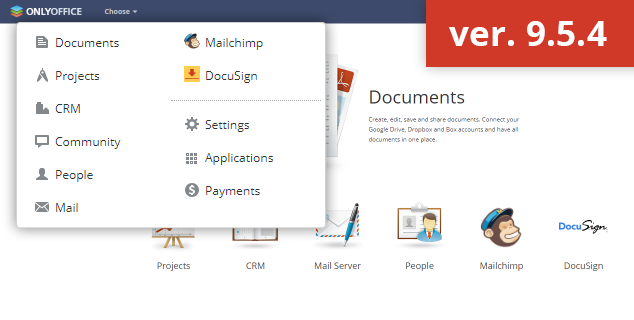 ONLYOFFICE
Choose
ver. 9.5.4
Documents
Projects
CRM
Community
People
Mail
Mailchimp
DocuSign
Settings
Applications
Payments
Documents
Create, edit, save and share documents. Connect your
Google Drive, Dropbox and Box accounts and have all
documents in one place.
DocuSign
Projects
CRM
Mail Server
People
Mailchimp
DocuSign